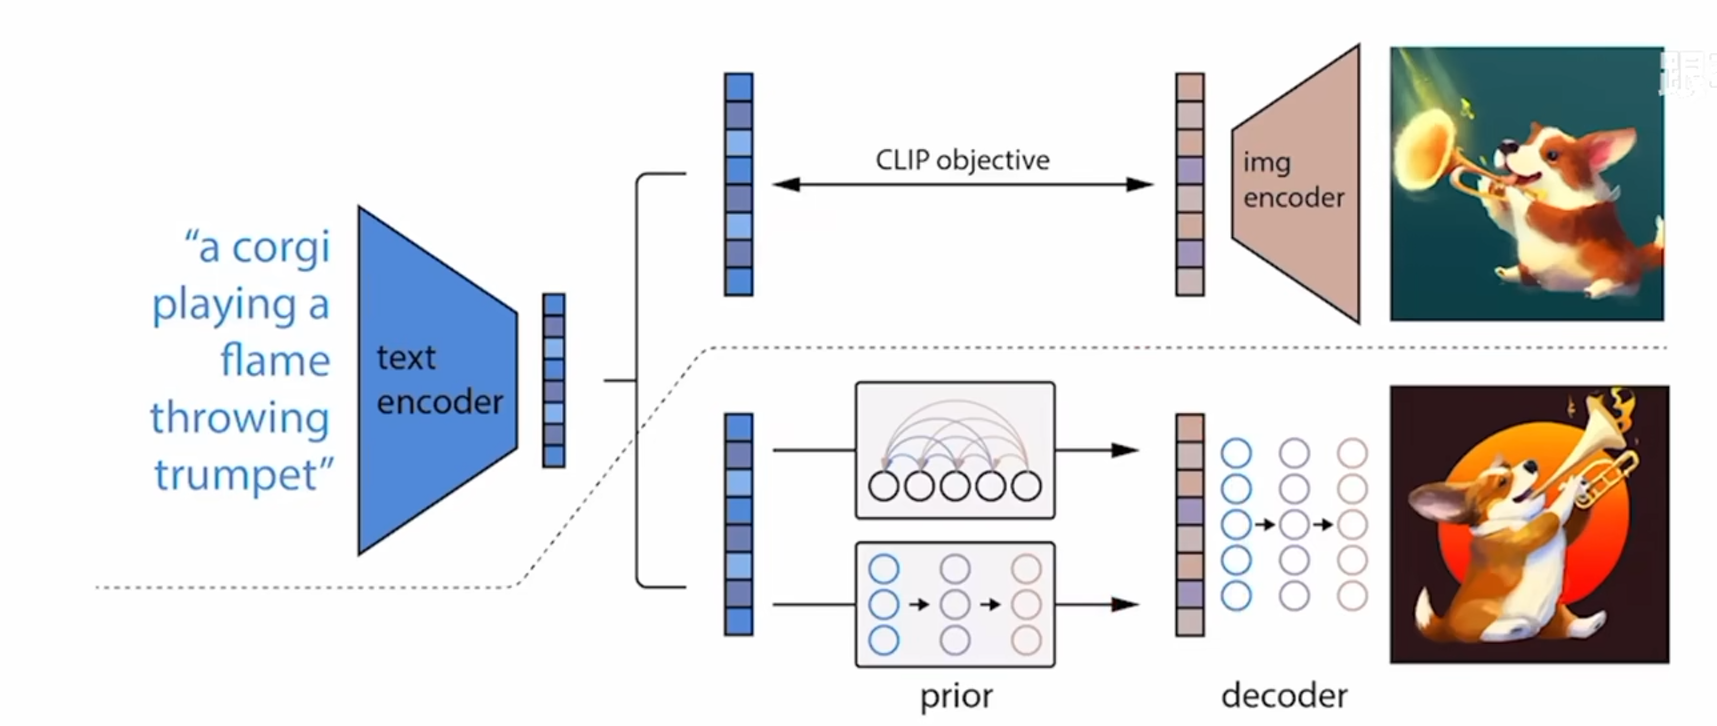 “a corgi
playing a
flame
throwing
trumpet”
text
encoder
CLIP objective
img
encoder
prior
decoder